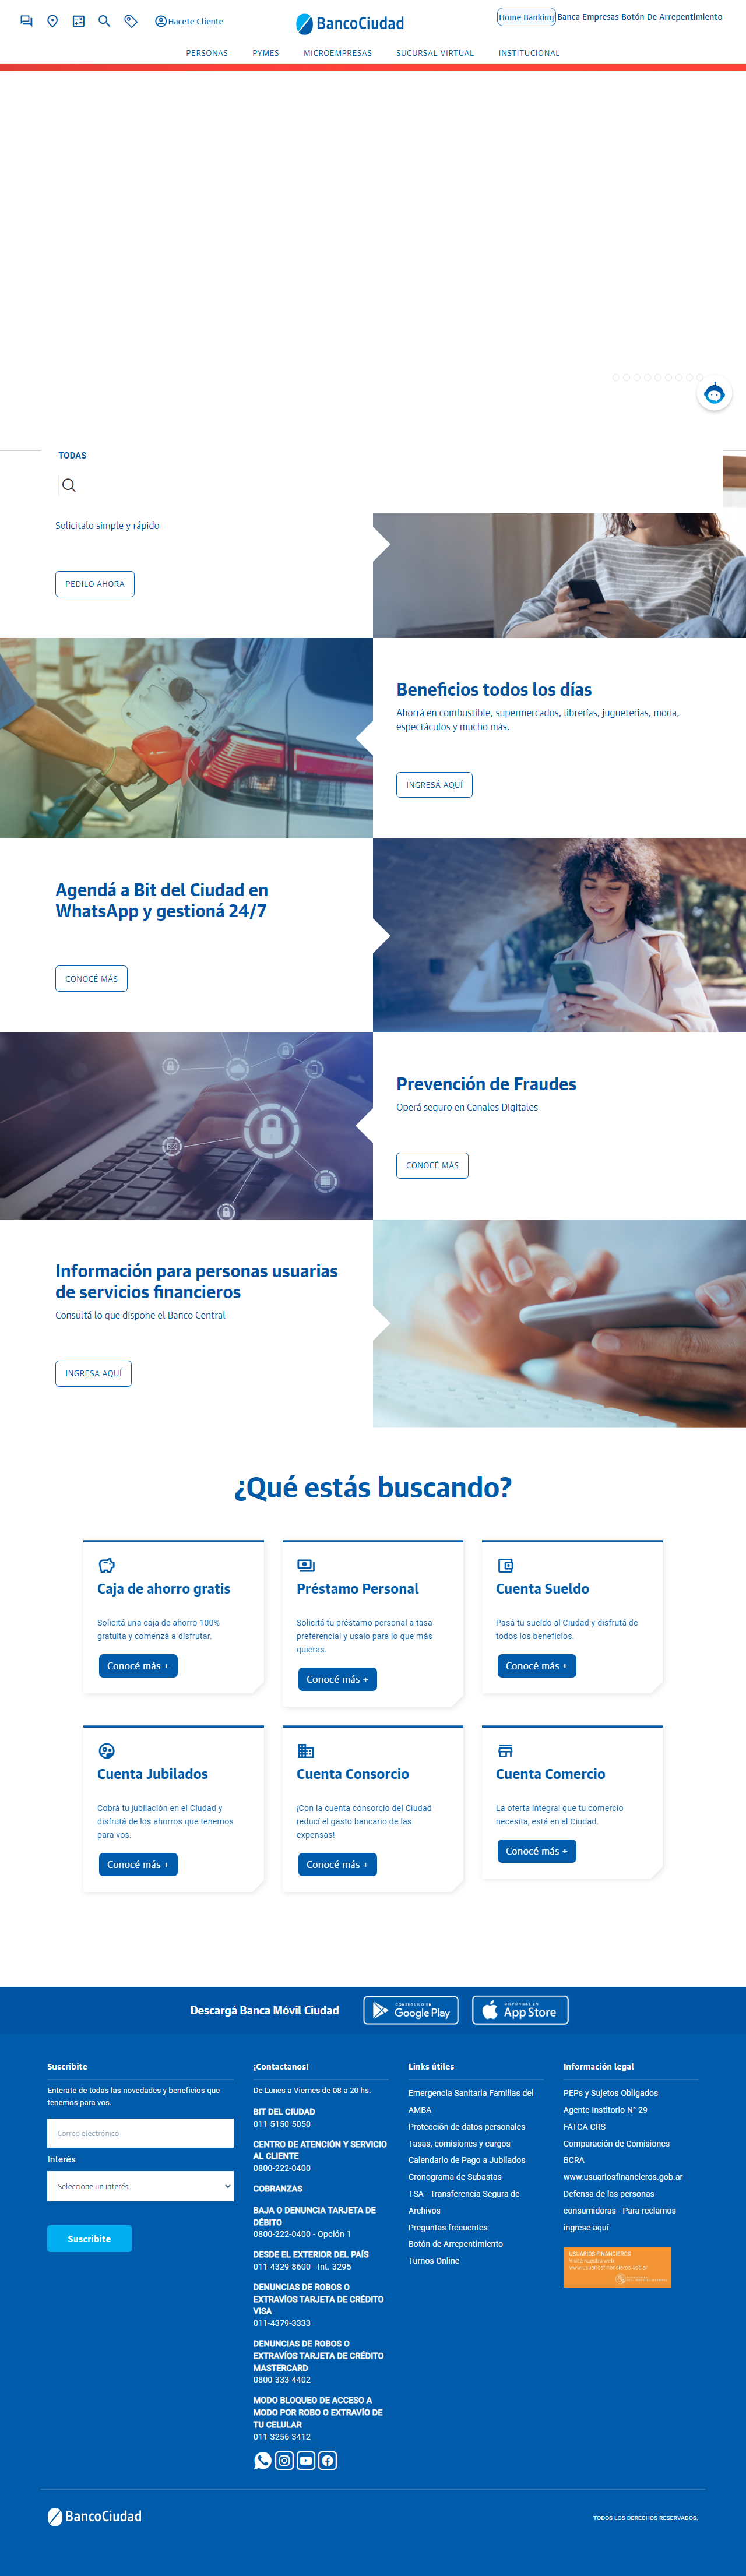 Hacete Cliente
BancoCiudad
Home Banking
Banca Empresas
Botón De Arrepentimiento
PERSONAS
PYMES
MICROEMPRESAS
SUCURSAL VIRTUAL
INSTITUCIONAL
TODAS
Solicitalo simple y rápido
PEDILO AHORA
Beneficios todos los días
Ahorrá en combustible, supermercados, librerías, jugueterias, moda,
espectáculos y mucho más.
INGRESÁ AQUÍ
Agendá a Bit del Ciudad en
WhatsApp y gestioná 24/7
CONOCÉ MÁS
Prevención de Fraudes
Operá seguro en Canales Digitales
CONOCÉ MÁS
Información para personas usuarias
de servicios financieros
Consultá lo que dispone el Banco Central
INGRESA AQUÍ
¿Qué estás buscando?
Caja de ahorro gratis
Solicitá una caja de ahorro 100%
gratuita y comenzá a disfrutar.
Conocé más +
Préstamo Personal
Solicitá tu préstamo personal a tasa
preferencial y usalo para lo que más
quieras.
Conocé más +
Cuenta Sueldo
Pasá tu sueldo al Ciudad y disfrutá de
todos los beneficios.
Conocé más +
Cuenta Jubilados
Cobrá tu jubilación en el Ciudad y
disfrutá de los ahorros que tenemos
para vos.
Conocé más +
Cuenta Consorcio
¡Con la cuenta consorcio del Ciudad
reducí el gasto bancario de las
expensas!
Conocé más +
Cuenta Comercio
La oferta integral que tu comercio
necesita, está en el Ciudad.
Conocé más +
Descargá Banca Móvil Ciudad
CONSEGUILO EN
Google Play
DISPONIBLE EN
App Store
Suscribite
Enterate de todas las novedades y beneficios que
tenemos para vos.
Correo electrónico
Interés
Seleccione un interés
Suscribite
¡Contactanos!
De Lunes a Viernes de 08 a 20 hs.
BIT DEL CIUDAD
011-5150-5050
CENTRO DE ATENCIÓN Y SERVICIO
AL CLIENTE
0800-222-0400
COBRANZAS
BAJA O DENUNCIA TARJETA DE
DÉBITO
0800-222-0400 - Opción 1
DESDE EL EXTERIOR DEL PAÍS
011-4329-8600 - Int. 3295
DENUNCIAS DE ROBOS O
EXTRAVÍOS TARJETA DE CRÉDITO
VISA
011-4379-3333
DENUNCIAS DE ROBOS O
EXTRAVÍOS TARJETA DE CRÉDITO
MASTERCARD
0800-333-4402
MODO BLOQUEO DE ACCESO A
MODO POR ROBO O EXTRAVÍO DE
TU CELULAR
011-3256-3412
Links útiles
Emergencia Sanitaria Familias del
AMBA
Protección de datos personales
Tasas, comisiones y cargos
Calendario de Pago a Jubilados
Cronograma de Subastas
TSA - Transferencia Segura de
Archivos
Preguntas frecuentes
Botón de Arrepentimiento
Turnos Online
Información legal
PEPs y Sujetos Obligados
Agente Institorio N° 29
FATCA-CRS
Comparación de Comisiones
BCRA
www.usuariosfinancieros.gob.ar
Defensa de las personas
consumidoras - Para reclamos
ingrese aquí
USUARIOS FINANCIEROS
Visitá nuestra web
www.usuariosfinancieros.gob.ar
BancoCiudad
TODOS LOS DERECHOS RESERVADOS.